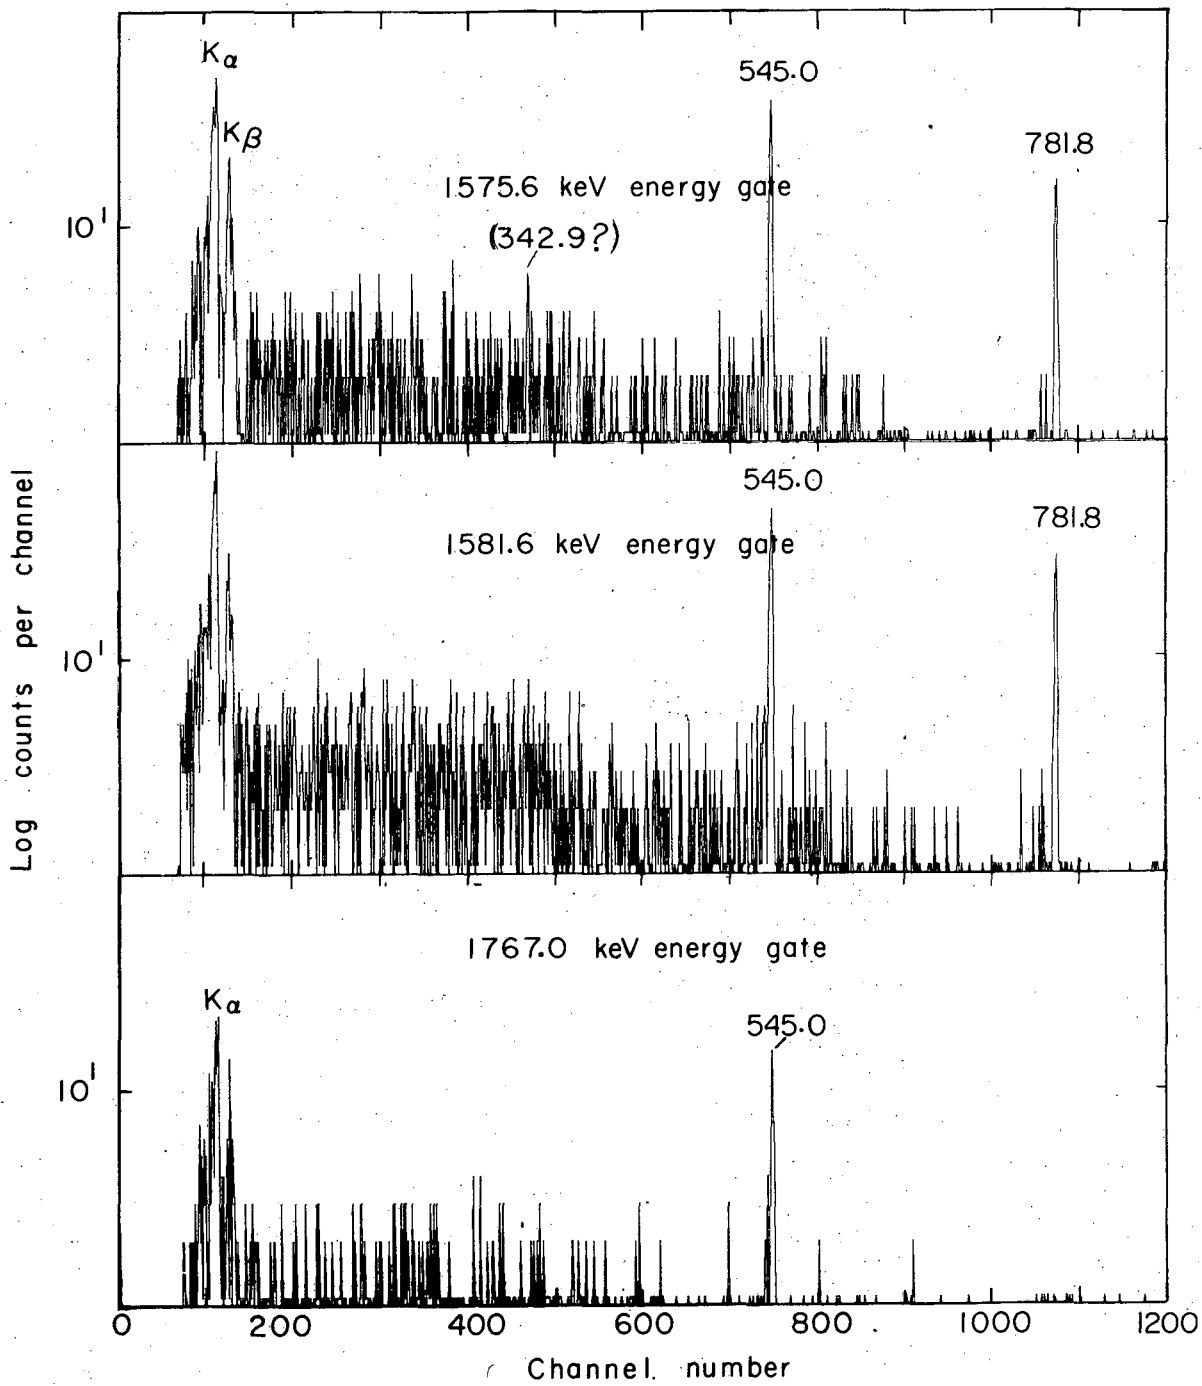 Kα
545.0
Kβ
781.8
1575.6 keV energy gate
(342.9?)
10¹
545.0
781.8
1581.6 keV energy gate
10¹
Log counts per channel
1767.0 keV energy gate
Kα
545.0
10¹
0 200 400 600 800 1000 1200
Channel number